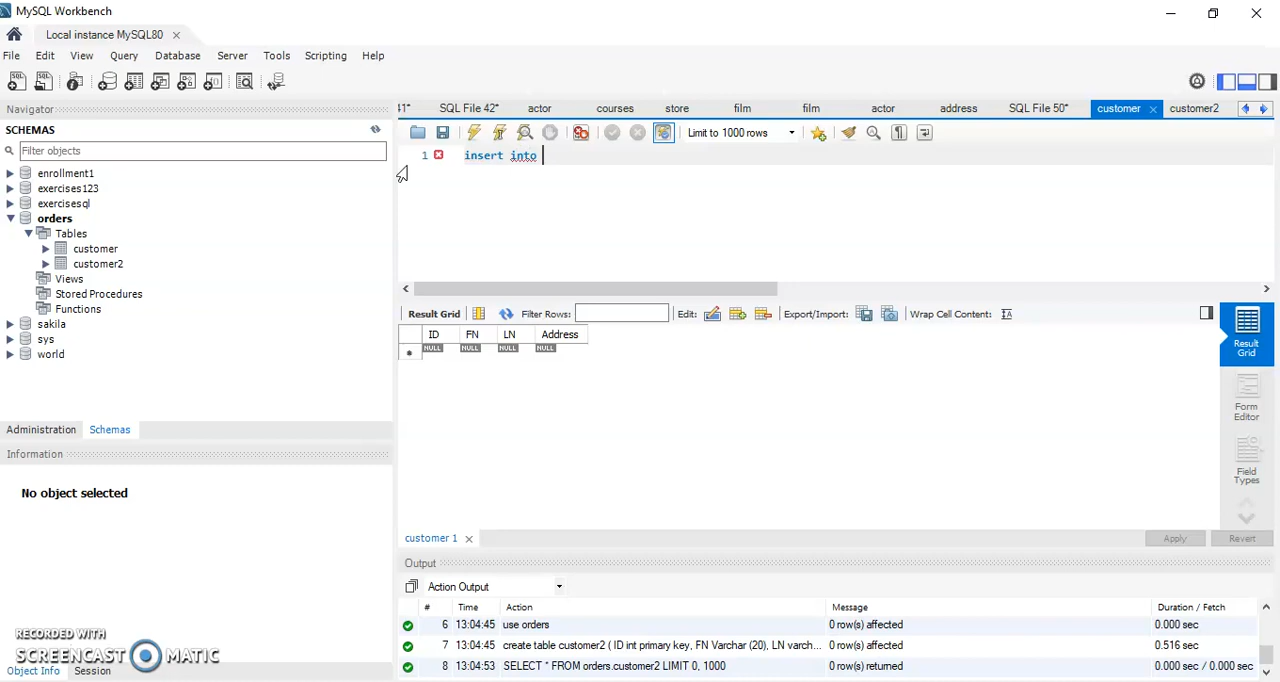 MySQL Workbench
Local instance MySQL80
File Edit View Query Database Server Tools Scripting Help
Navigator
SCHEMAS
Filter objects
enrollment1
exercises123
exercisesql
orders
Tables
customer
customer2
Views
Stored Procedures
Functions
sakila
sys
world
Administration Schemas
Information
No object selected
Object Info Session
RECORDED WITH
SCREENCAST MATIC
41* SQL File 42* actor courses store film film actor address SQL File 50* customer customer2
Limit to 1000 rows
1 insert into
Result Grid Filter Rows: Edit: Export/Import: Wrap Cell Content:
ID FN LN Address
NULL NULL NULL NULL
Result Grid
Form Editor
Field Types
customer 1
Apply Revert
Output
Action Output
# Time Action Message Duration / Fetch
6 13:04:45 use orders 0 row(s) affected 0.000 sec
7 13:04:45 create table customer2 ( ID int primary key, FN Varchar (20), LN varch... 0 row(s) affected 0.516 sec
8 13:04:53 SELECT * FROM orders.customer2 LIMIT 0, 1000 0 row(s) returned 0.000 sec / 0.000 sec